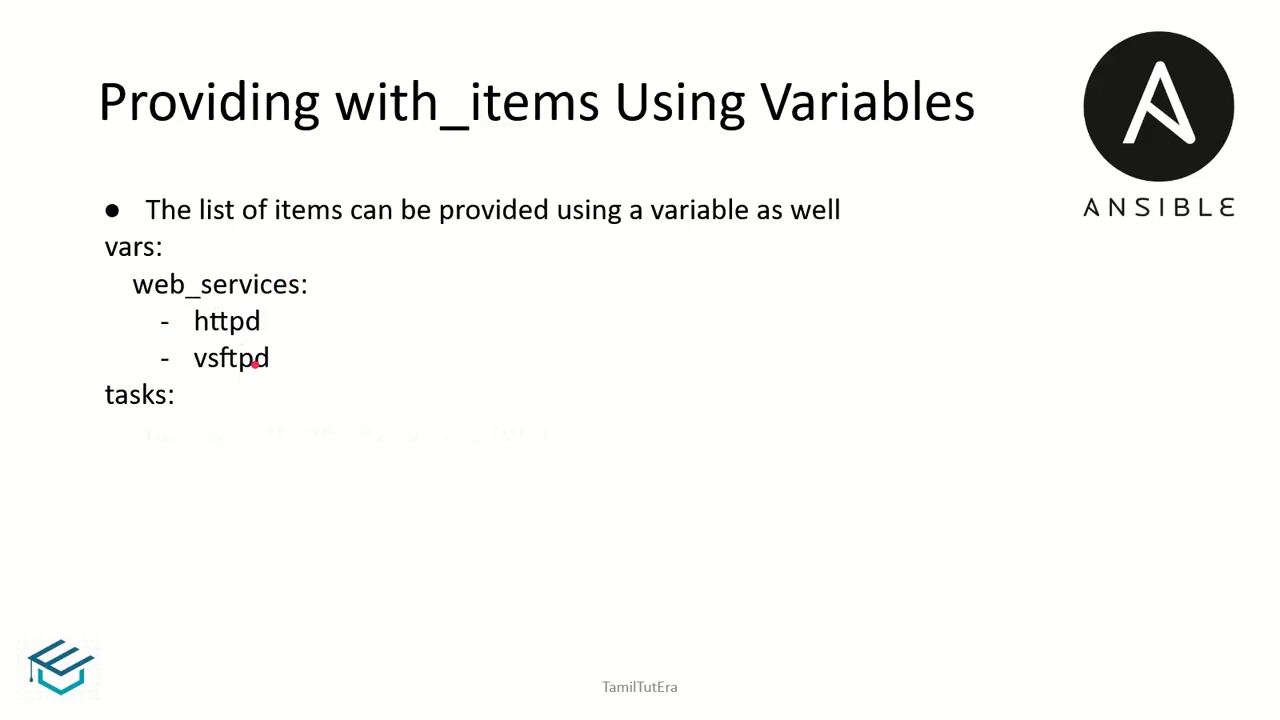 Providing with_items Using Variables
ANSIBLE
● The list of items can be provided using a variable as well
vars:
web_services:
- httpd
- vsftpd
tasks:
TamilTutEra